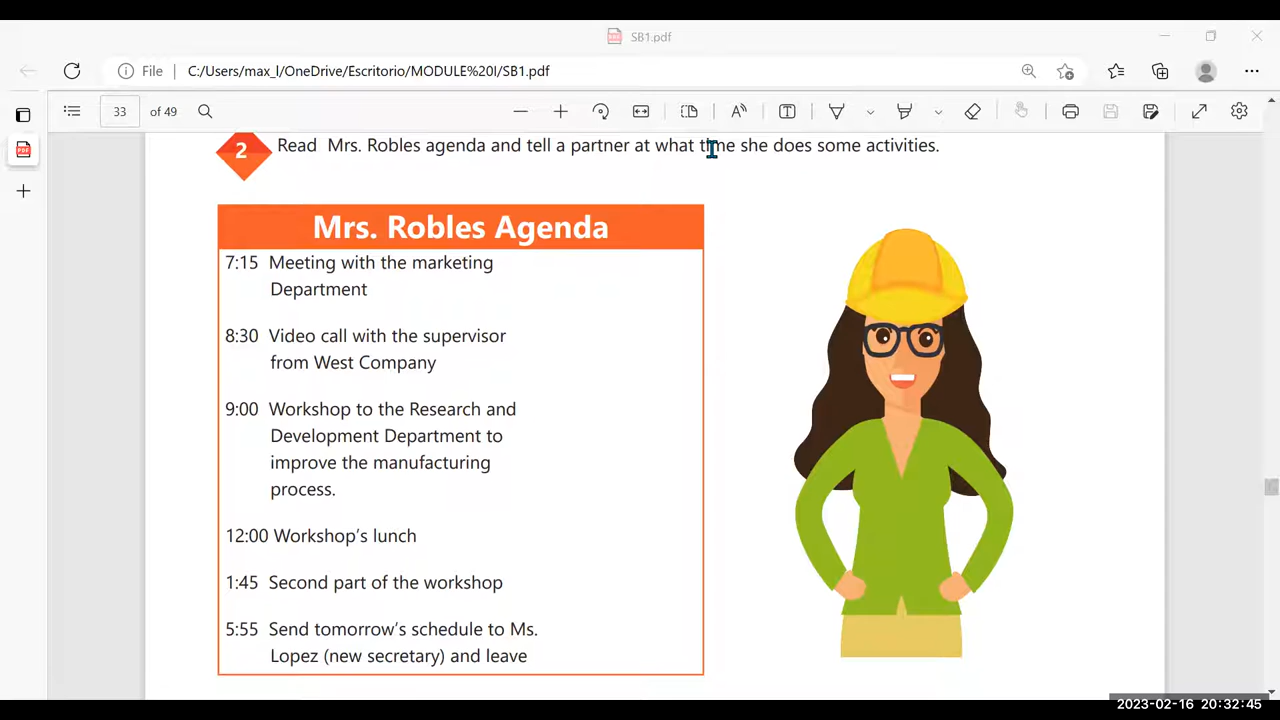 SB1.pdf
File | C:/Users/max_l/OneDrive/Escritorio/MODULE%20I/SB1.pdf
33 of 49
2 Read Mrs. Robles agenda and tell a partner at what time she does some activities.
Mrs. Robles Agenda
7:15 Meeting with the marketing
Department
8:30 Video call with the supervisor
from West Company
9:00 Workshop to the Research and
Development Department to
improve the manufacturing
process.
12:00 Workshop’s lunch
1:45 Second part of the workshop
5:55 Send tomorrow’s schedule to Ms.
Lopez (new secretary) and leave
2023-02-16 20:32:45